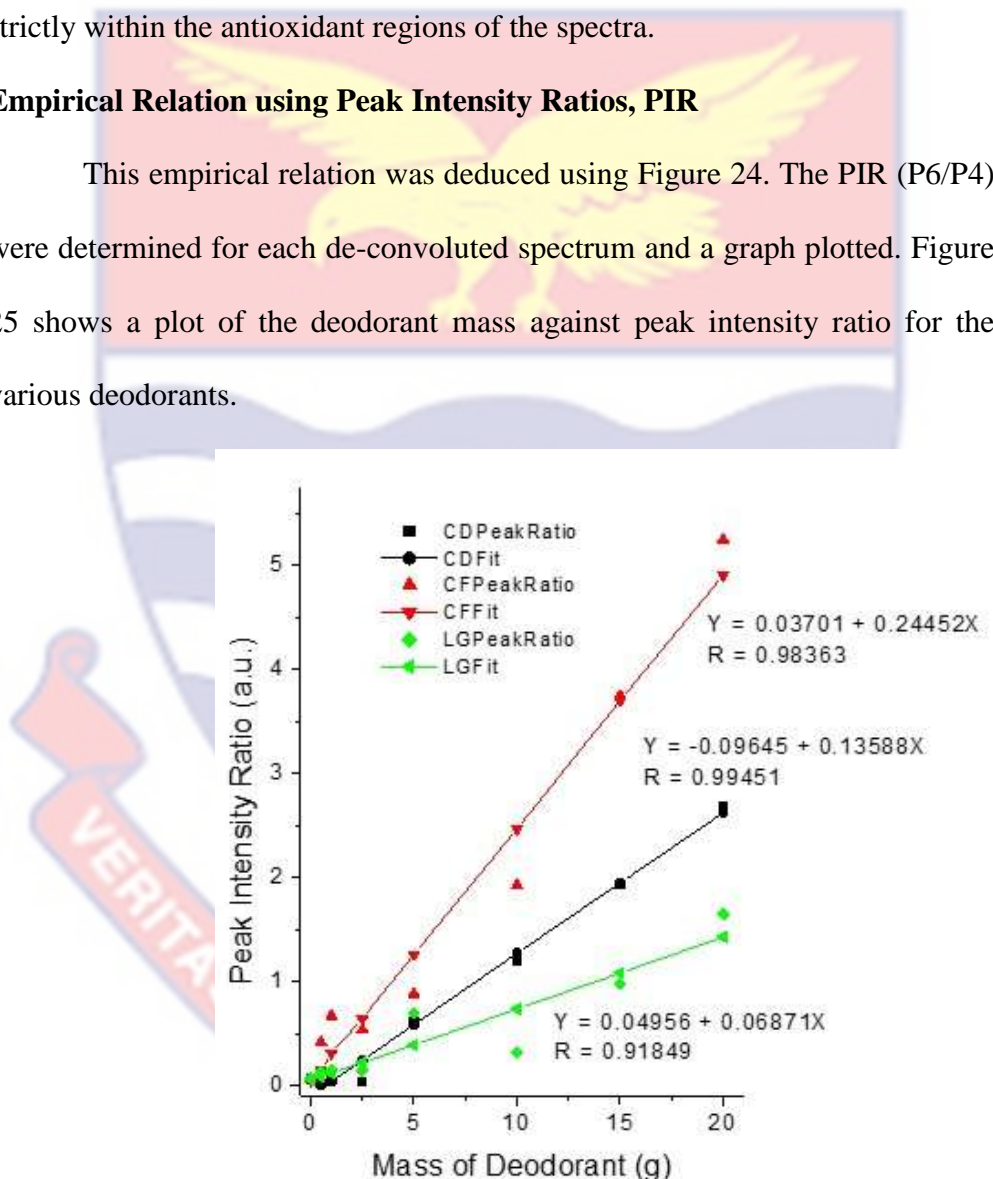 trictly within the antioxidant regions of the spectra.
Empirical Relation using Peak Intensity Ratios, PIR
This empirical relation was deduced using Figure 24. The PIR (P6/P4)
were determined for each de-convoluted spectrum and a graph plotted. Figure
25 shows a plot of the deodorant mass against peak intensity ratio for the
various deodorants.
CDPeakRatio
CDFit
CFPeakRatio
CFFit
LGPeakRatio
LGFit
Y = 0.03701 + 0.24452X
R = 0.98363
Y = -0.09645 + 0.13588X
R = 0.99451
Y = 0.04956 + 0.06871X
R = 0.91849
Peak Intensity Ratio (a.u.)
5
4
3
2
1
0
0 5 10 15 20
Mass of Deodorant (g)
VERITA